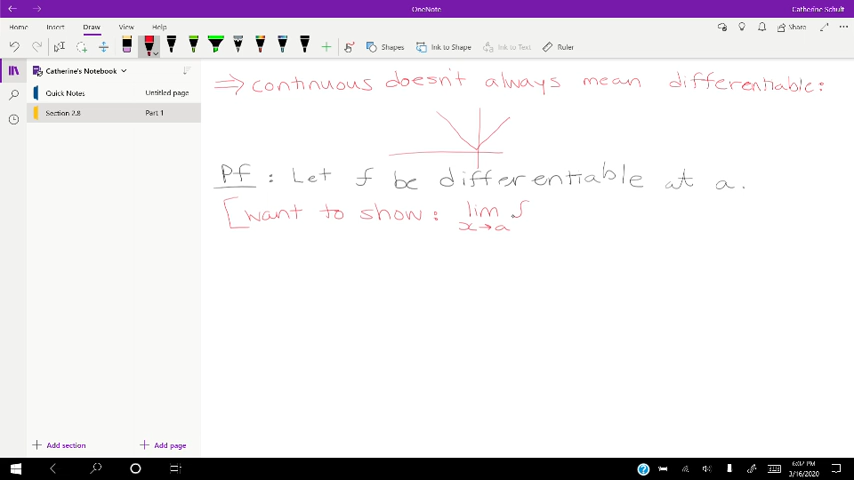 OneNote
Catherine Schult
Home Insert Draw View Help
Share
Shapes Ink to Shape Ink to Text Ruler
Catherine's Notebook
Quick Notes
Untitled page
Section 2.8
Part 1
⇒ continuous doesn't always mean differentiable:
Pf : Let f be differentiable at a.
[want to show: lim f
x→a
Add section
Add page
6:07 PM
3/16/2020